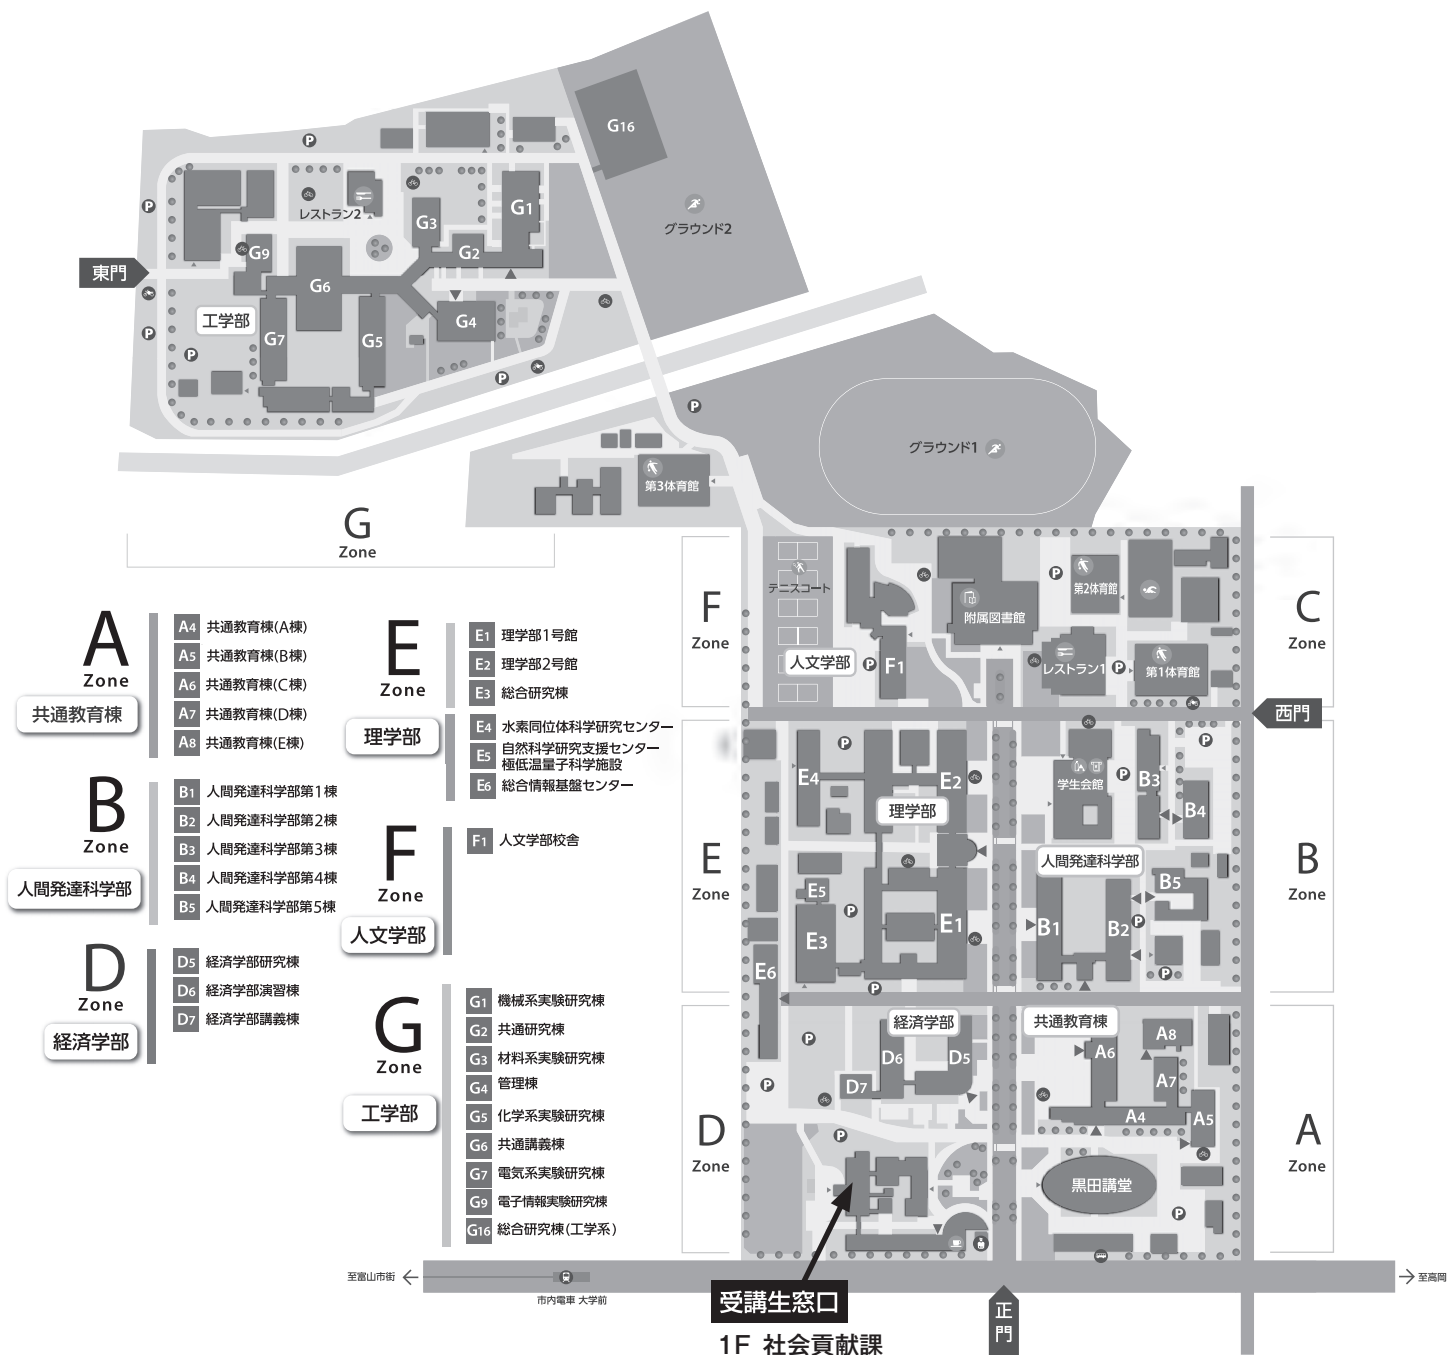 G16
P
レストラン2
グラウンド2
G1
G3
G2
G9
G6
東門
工学部
G4
G7
G5
P
グラウンド1
第3体育館
G
Zone
F
Zone
テニスコート
人文学部
F1
附属図書館
第2体育館
レストラン1
第1体育館
C
Zone
西門
A
Zone
共通教育棟
A4 共通教育棟(A棟)
A5 共通教育棟(B棟)
A6 共通教育棟(C棟)
A7 共通教育棟(D棟)
A8 共通教育棟(E棟)
B
Zone
人間発達科学部
B1 人間発達科学部第1棟
B2 人間発達科学部第2棟
B3 人間発達科学部第3棟
B4 人間発達科学部第4棟
B5 人間発達科学部第5棟
D
Zone
経済学部
D5 経済学部研究棟
D6 経済学部演習棟
D7 経済学部講義棟
E
Zone
理学部
E1 理学部1号館
E2 理学部2号館
E3 総合研究棟
E4 水素同位体科学研究センター
E5 自然科学研究支援センター
極低温量子科学施設
E6 総合情報基盤センター
F
Zone
人文学部
F1 人文学部校舎
G
Zone
工学部
G1 機械系実験研究棟
G2 共通研究棟
G3 材料系実験研究棟
G4 管理棟
G5 化学系実験研究棟
G6 共通講義棟
G7 電気系実験研究棟
G9 電子情報実験研究棟
G16 総合研究棟(工学系)
E
Zone
E4
E2
理学部
E5
E3
E1
E6
学生会館
B3
B4
人間発達科学部
B5
B1
B2
B
Zone
D
Zone
経済学部
D6
D5
D7
共通教育棟
A8
A6
A7
A4
A5
A
Zone
黒田講堂
至富山市街
市内電車 大学前
受講生窓口
1F 社会貢献課
正門
至高岡